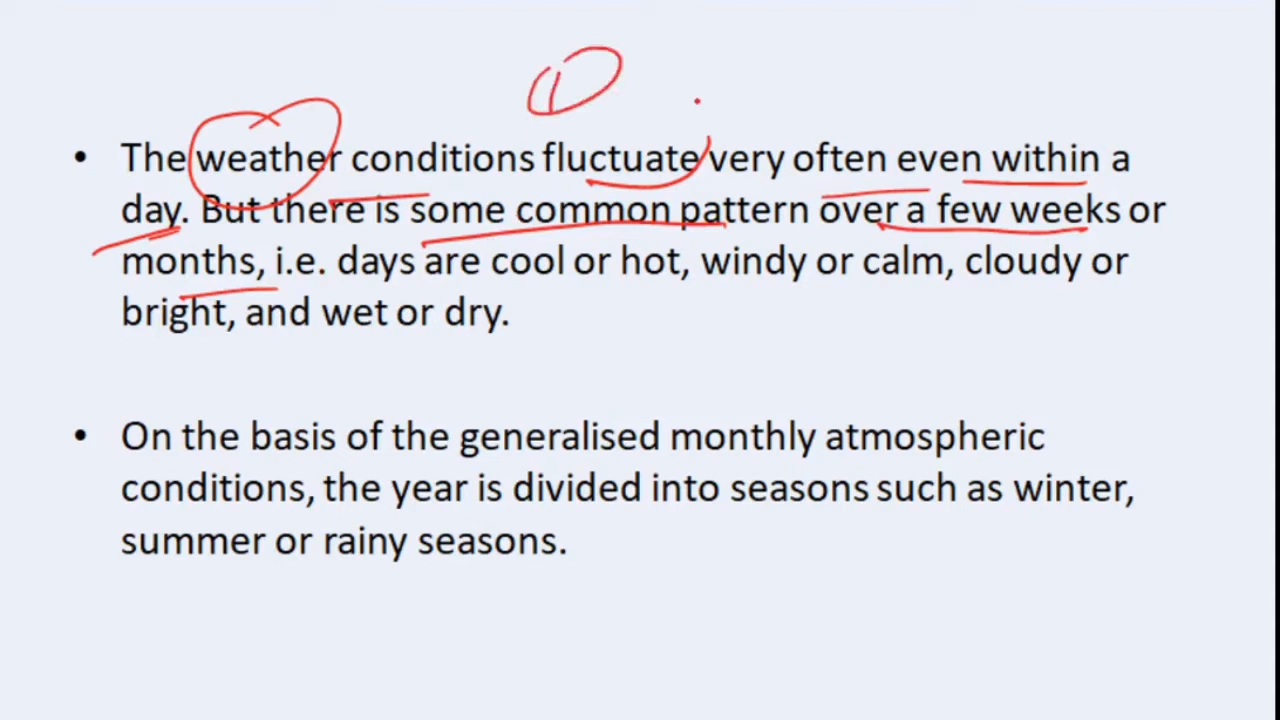 • The weather conditions fluctuate very often even within a
day. But there is some common pattern over a few weeks or
months, i.e. days are cool or hot, windy or calm, cloudy or
bright, and wet or dry.
• On the basis of the generalised monthly atmospheric
conditions, the year is divided into seasons such as winter,
summer or rainy seasons.